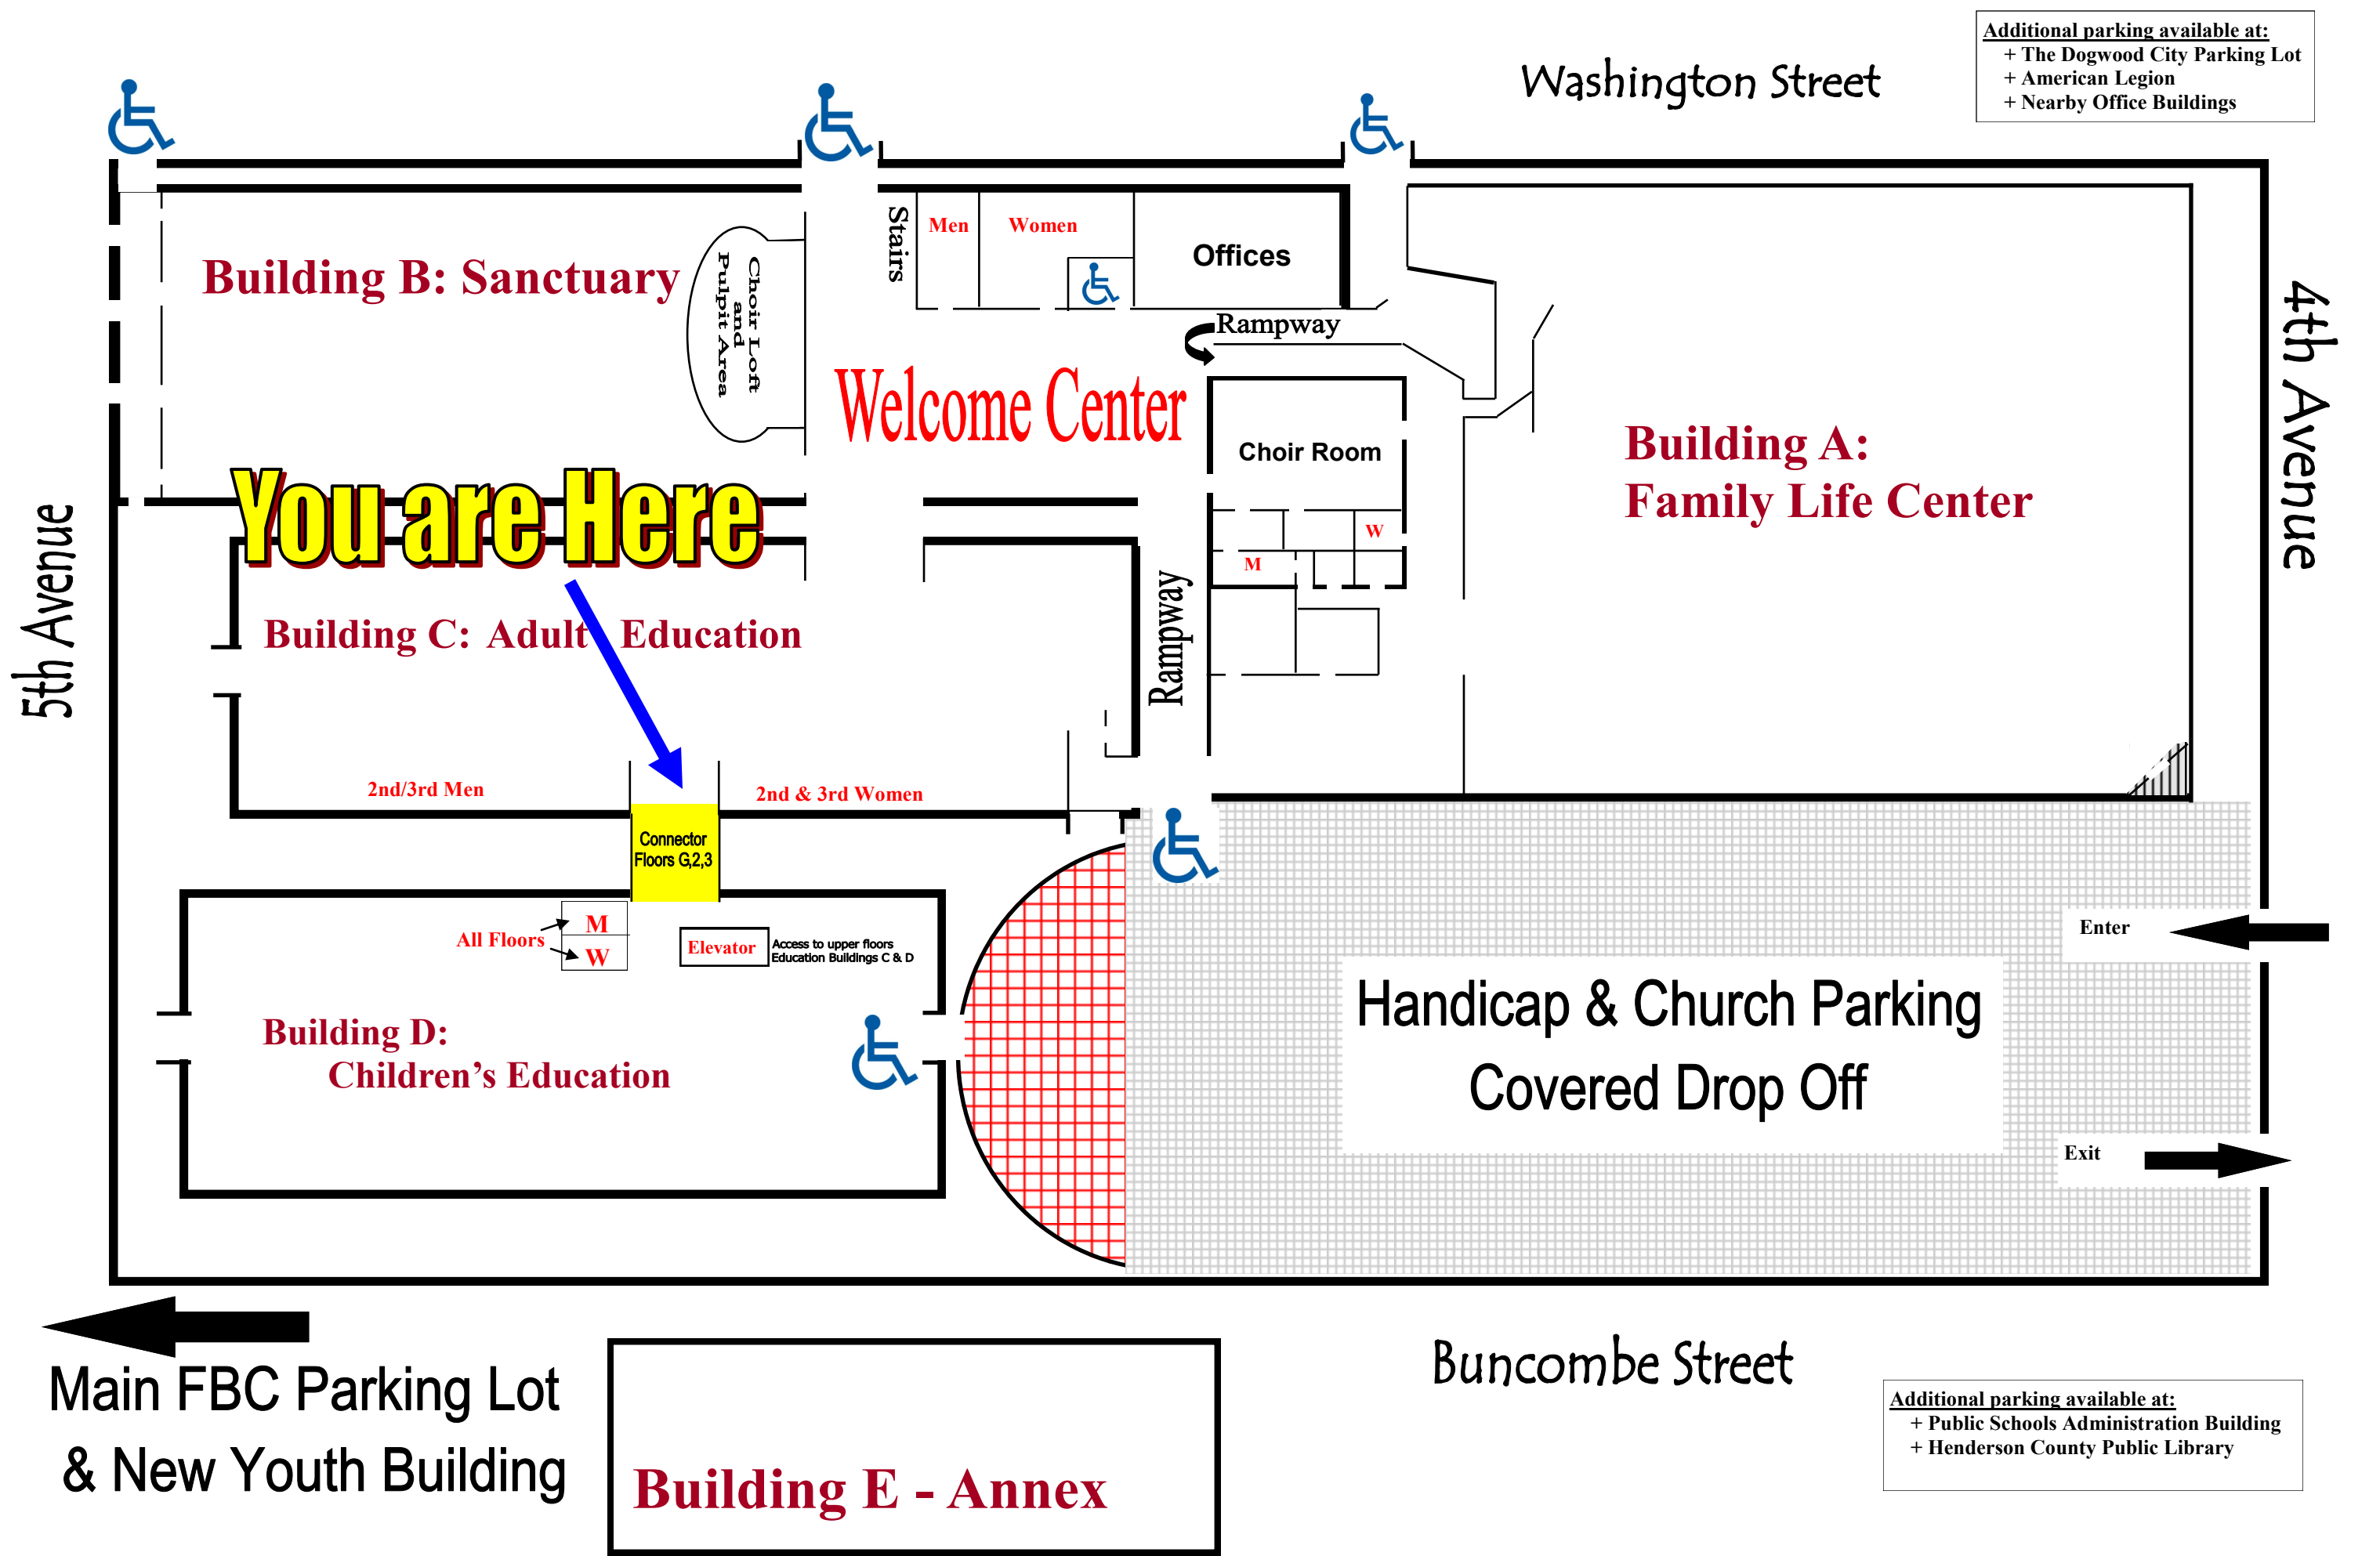 Additional parking available at:
+ The Dogwood City Parking Lot
+ American Legion
+ Nearby Office Buildings
Washington Street
Stairs
Men
Women
Offices
Building B: Sanctuary
Choir Loft
and
Pulpit Area
Rampway
Welcome Center
Choir Room
Building A:
Family Life Center
4th Avenue
You are Here
5th Avenue
W
M
Rampway
Building C: Adult Education
2nd/3rd Men
2nd & 3rd Women
Connector
Floors G,2,3
All Floors
M
W
Elevator
Access to upper floors
Education Buildings C & D
Enter
Handicap & Church Parking
Covered Drop Off
Building D:
Children's Education
Exit
Main FBC Parking Lot
& New Youth Building
Building E - Annex
Buncombe Street
Additional parking available at:
+ Public Schools Administration Building
+ Henderson County Public Library